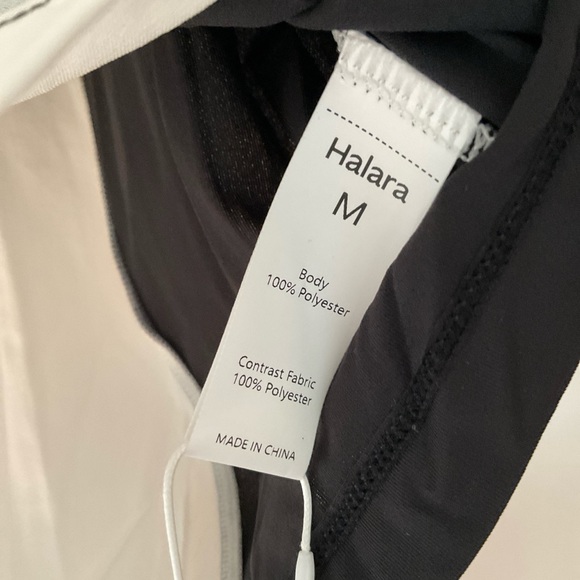 Halara
M
Body
100% Polyester
Contrast Fabric
100% Polyester
MADE IN CHINA